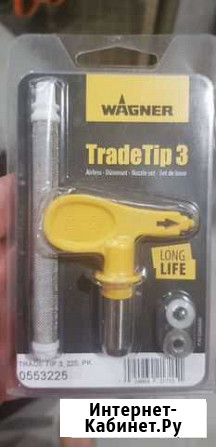 WAGNER
TradeTip 3
Airless - Düsenset - Nozzle set - Set de buse
LONG
LIFE
TRADE TIP 3, 225, PK
0553225
Интернет-
Кабинет.Ру